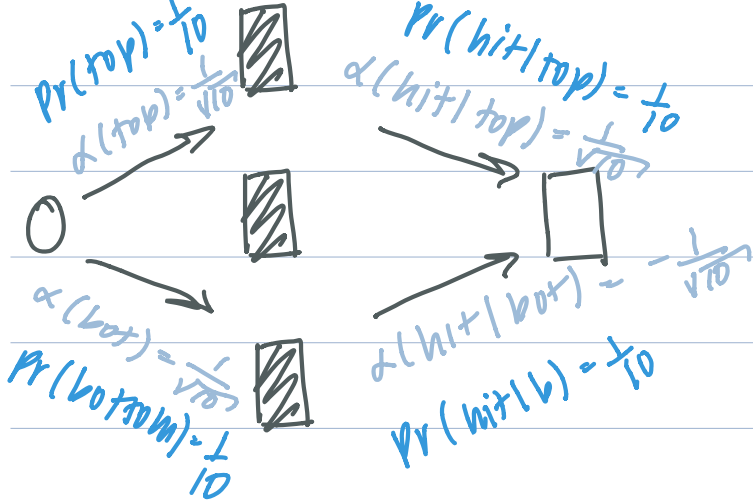 Pr(top)=1/10
α(top)=1/√10
Pr(hit|top)=1/10
α(hit|top)=1/√10
α(bot)=1/√10
Pr(bottom)=1/10
α(hit|bot)=-1/√10
Pr(hit|b)=1/10